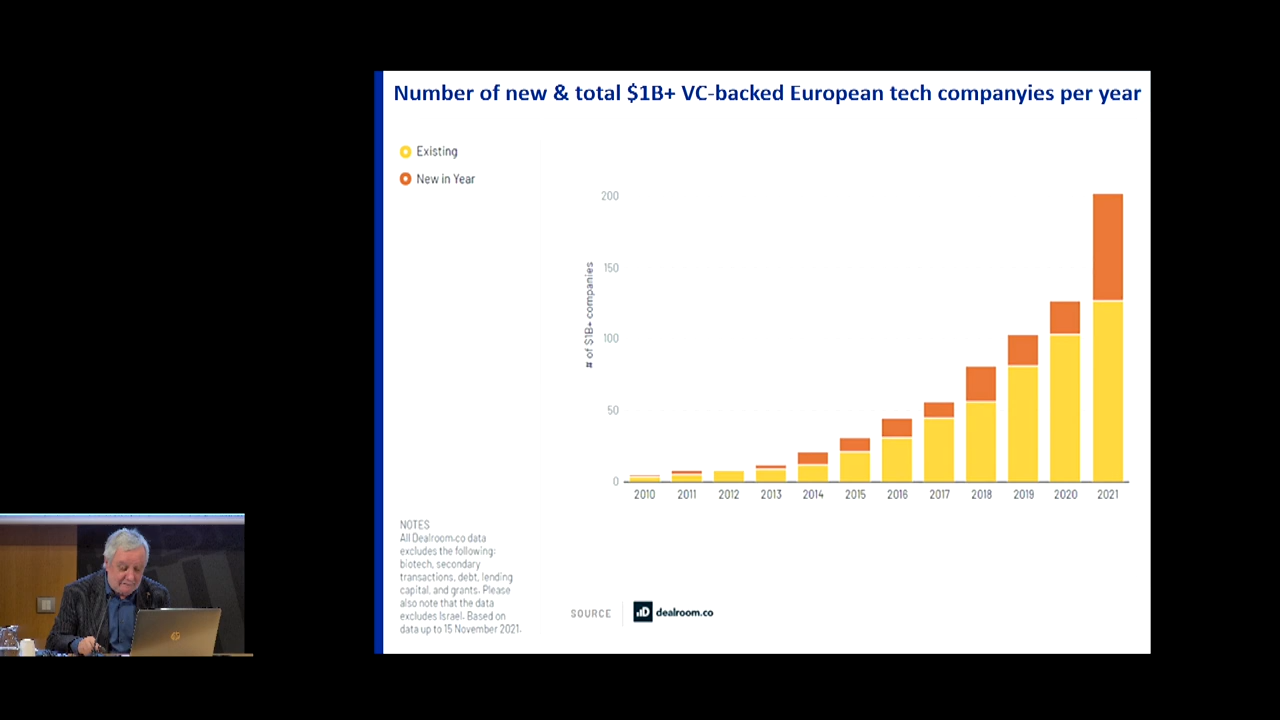 Number of new & total $1B+ VC-backed European tech companyies per year
Existing
New in Year
# of $1B+ companies
200
150
100
50
0
2010 2011 2012 2013 2014 2015 2016 2017 2018 2019 2020 2021
NOTES
All Dealroom.co data
excludes the following:
biotech, secondary
transactions, debt, lending
capital, and grants. Please
also note that the data
excludes Israel. Based on
data up to 15 November 2021.
SOURCE
dealroom.co
hp